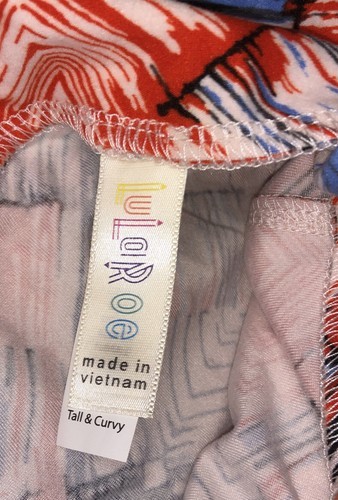 LuLaRoe
made in
vietnam
Tall & Curvy